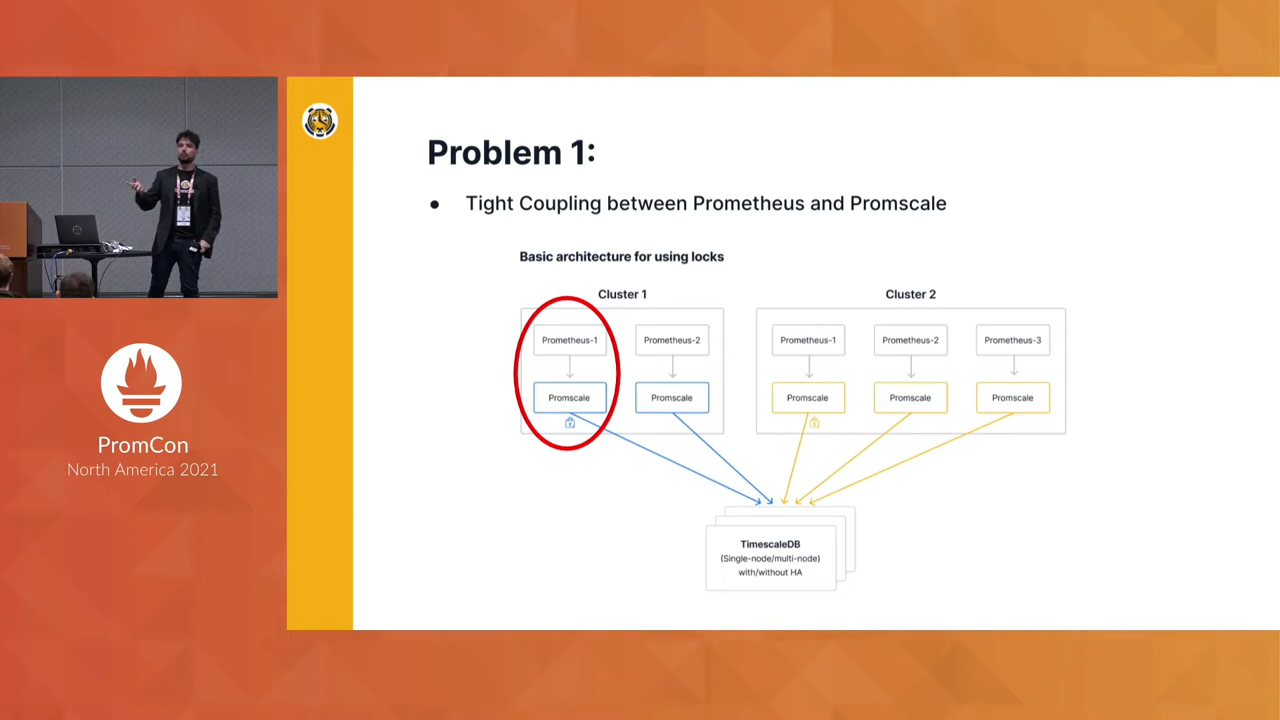 Problem 1:
● Tight Coupling between Prometheus and Promscale
Basic architecture for using locks
Cluster 1
Cluster 2
Prometheus-1
Prometheus-2
Prometheus-1
Prometheus-2
Prometheus-3
Promscale
Promscale
Promscale
Promscale
Promscale
TimescaleDB
(Single-node/multi-node)
with/without HA
PromCon
North America 2021